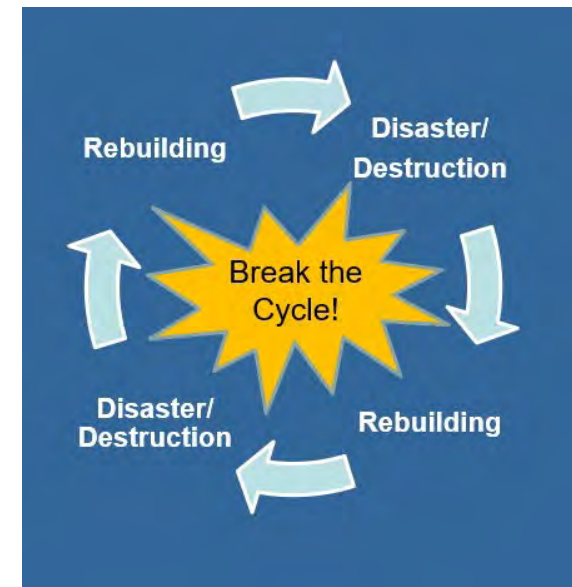 Rebuilding
Disaster/
Destruction
Break the
Cycle!
Disaster/
Destruction
Rebuilding